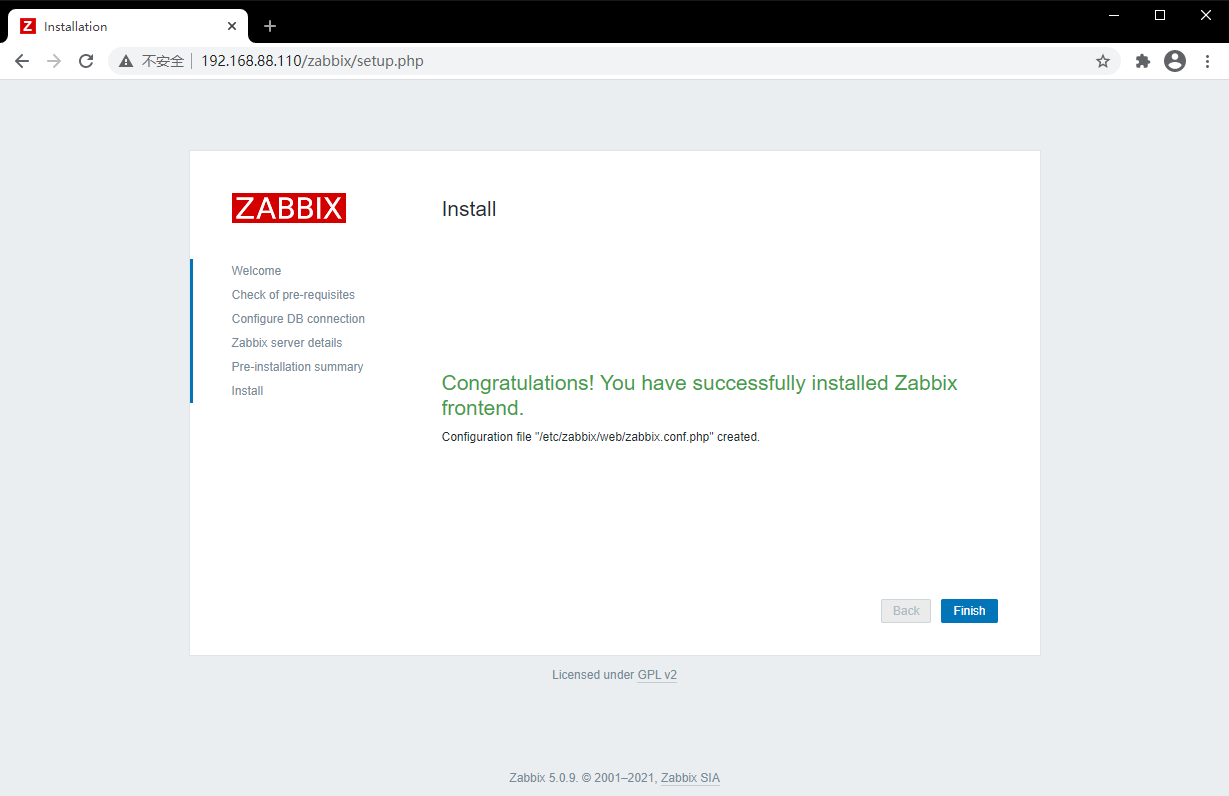 Z Installation
不安全 192.168.88.110/zabbix/setup.php
ZABBIX
Install
Welcome
Check of pre-requisites
Configure DB connection
Zabbix server details
Pre-installation summary
Install
Congratulations! You have successfully installed Zabbix
frontend.
Configuration file "/etc/zabbix/web/zabbix.conf.php" created.
Back Finish
Licensed under GPL v2
Zabbix 5.0.9. © 2001–2021, Zabbix SIA